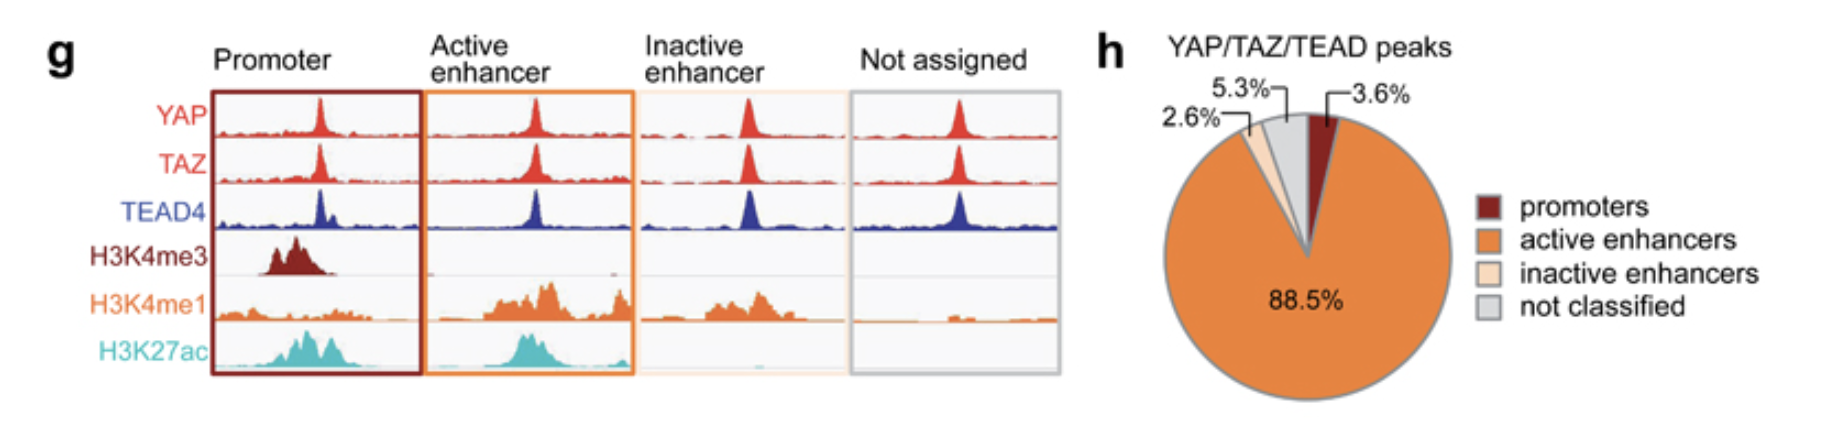 g
Promoter
Active
enhancer
Inactive
enhancer
Not assigned
YAP
TAZ
TEAD4
H3K4me3
H3K4me1
H3K27ac
h
YAP/TAZ/TEAD peaks
5.3%
3.6%
2.6%
88.5%
promoters
active enhancers
inactive enhancers
not classified